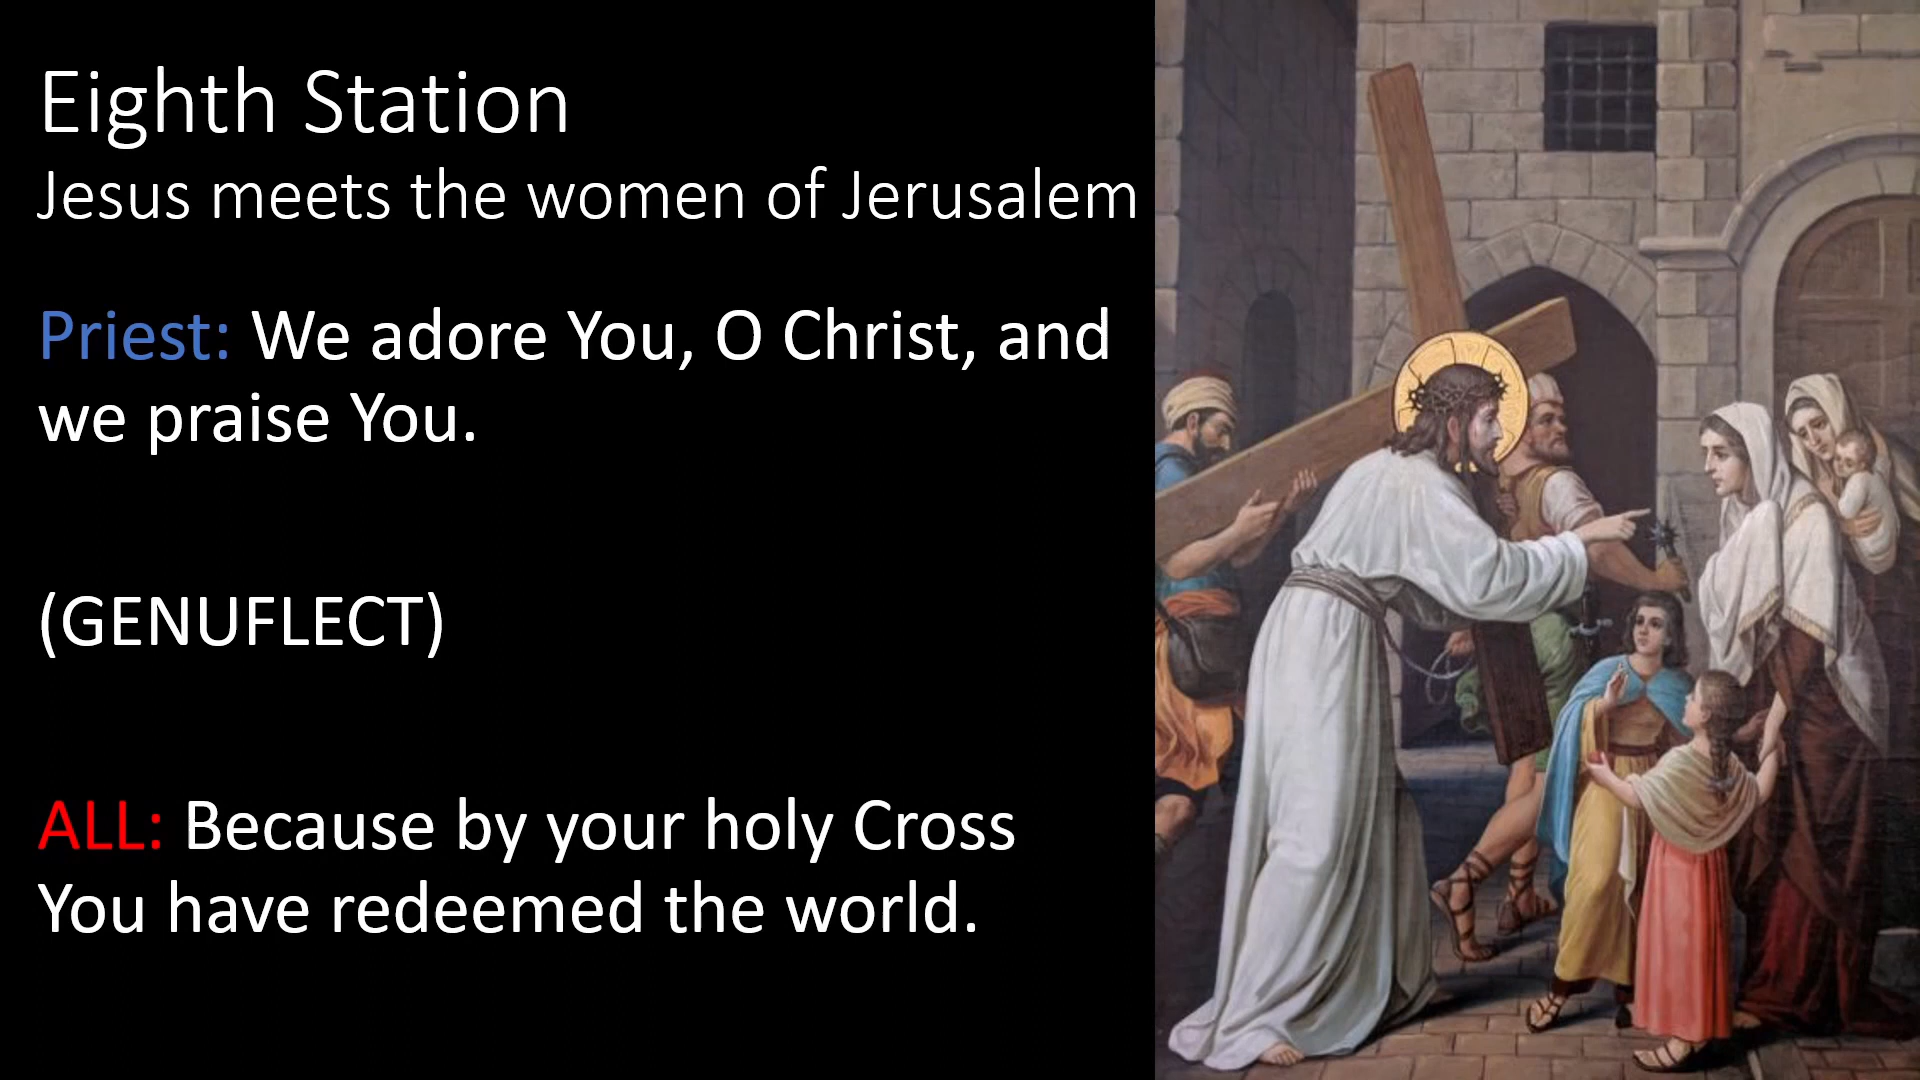 Eighth Station
Jesus meets the women of Jerusalem
Priest: We adore You, O Christ, and
we praise You.
(GENUFLECT)
ALL: Because by your holy Cross
You have redeemed the world.